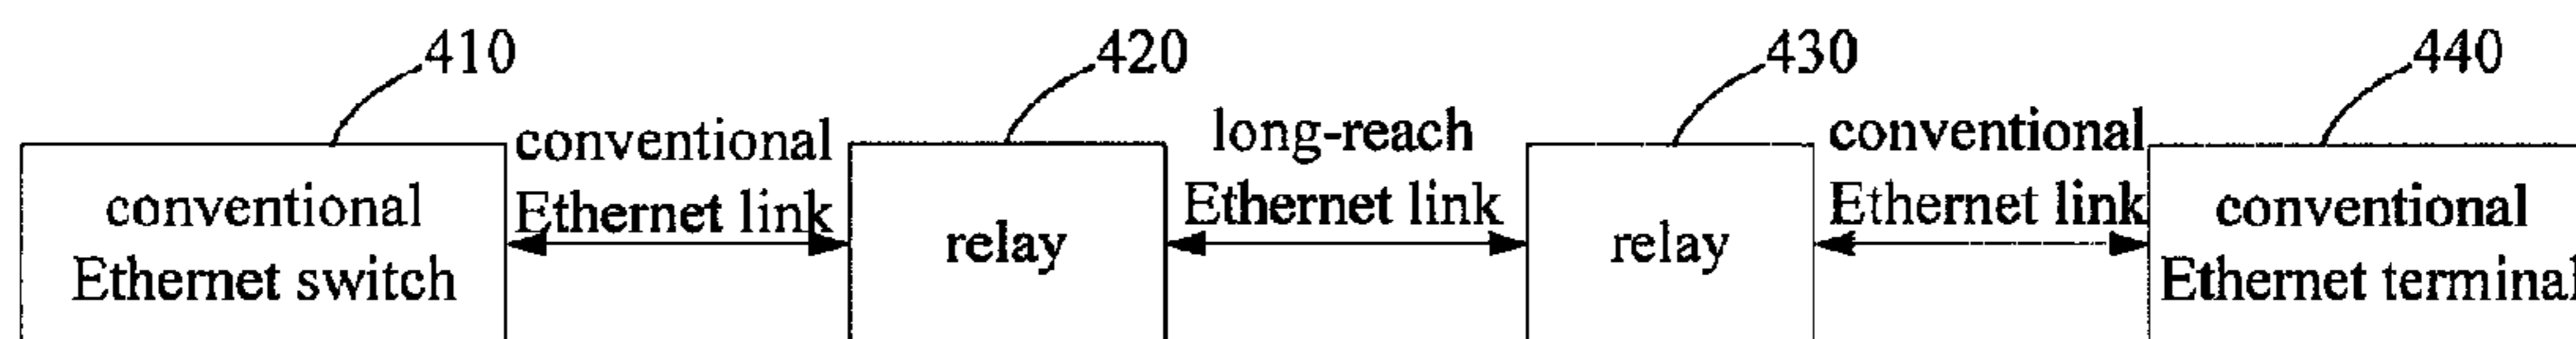 410
420
430
440
conventional
Ethernet switch
conventional
Ethernet link
relay
long-reach
Ethernet link
relay
conventional
Ethernet link
conventional
Ethernet terminal